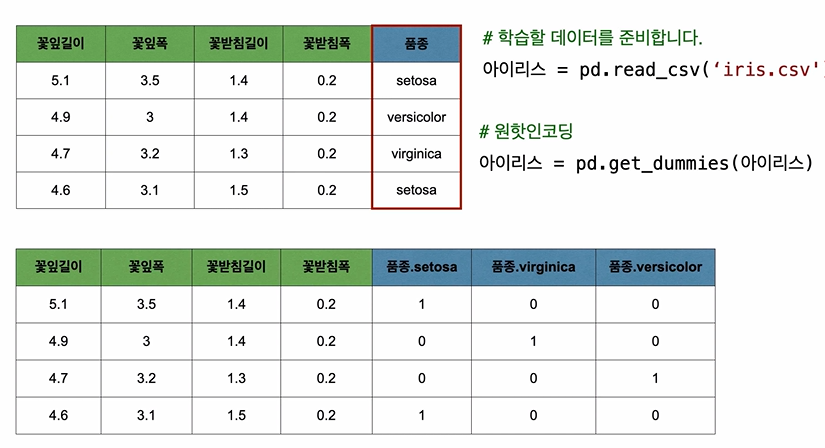 꽃잎길이 꽃잎폭 꽃받침길이 꽃받침폭 품종
5.1 3.5 1.4 0.2 setosa
4.9 3 1.4 0.2 versicolor
4.7 3.2 1.3 0.2 virginica
4.6 3.1 1.5 0.2 setosa
# 학습할 데이터를 준비합니다.
아이리스 = pd.read_csv(‘iris.csv')
# 원핫인코딩
아이리스 = pd.get_dummies(아이리스)
꽃잎길이 꽃잎폭 꽃받침길이 꽃받침폭 품종.setosa 품종.virginica 품종.versicolor
5.1 3.5 1.4 0.2 1 0 0
4.9 3 1.4 0.2 0 1 0
4.7 3.2 1.3 0.2 0 0 1
4.6 3.1 1.5 0.2 1 0 0